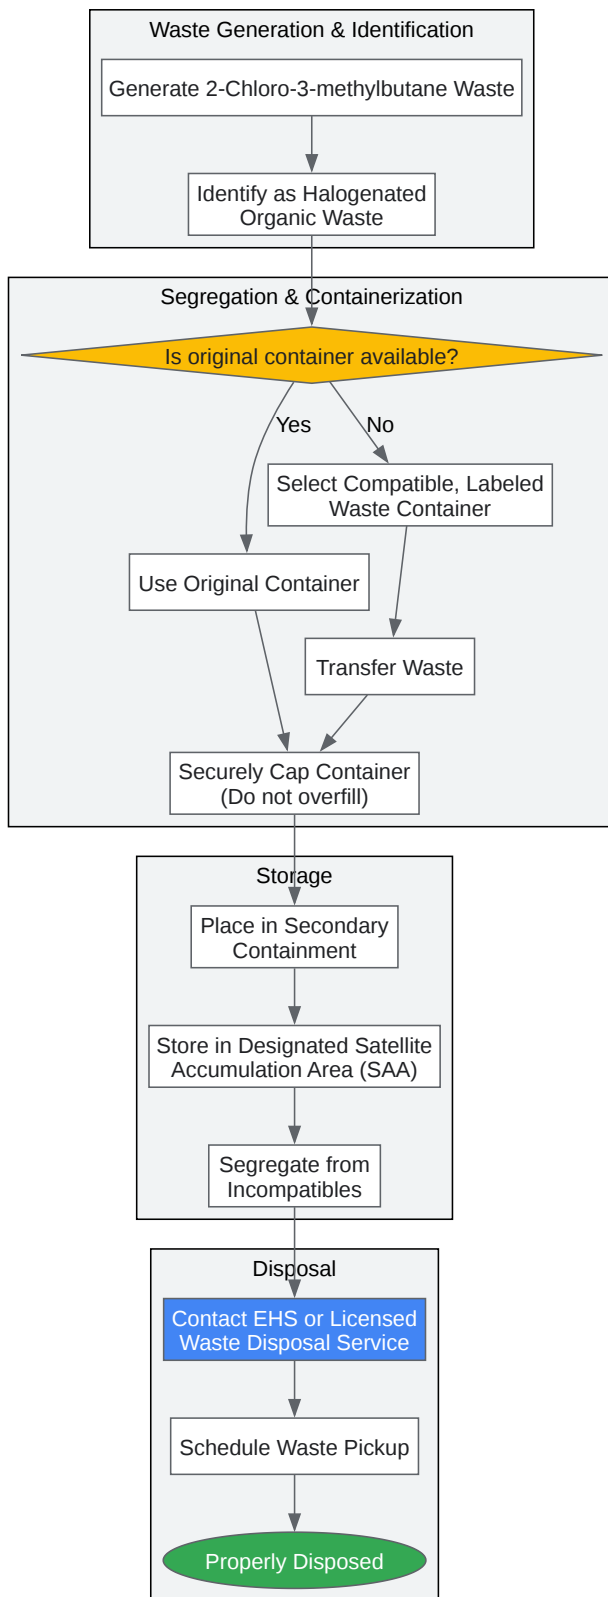 Waste Generation & Identification
Generate 2-Chloro-3-methylbutane Waste
Identify as Halogenated
Organic Waste
Segregation & Containerization
Is original container available?
Yes
No
Select Compatible, Labeled
Waste Container
Use Original Container
Transfer Waste
Securely Cap Container
(Do not overfill)
Storage
Place in Secondary
Containment
Store in Designated Satellite
Accumulation Area (SAA)
Segregate from
Incompatibles
Disposal
Contact EHS or Licensed
Waste Disposal Service
Schedule Waste Pickup
Properly Disposed